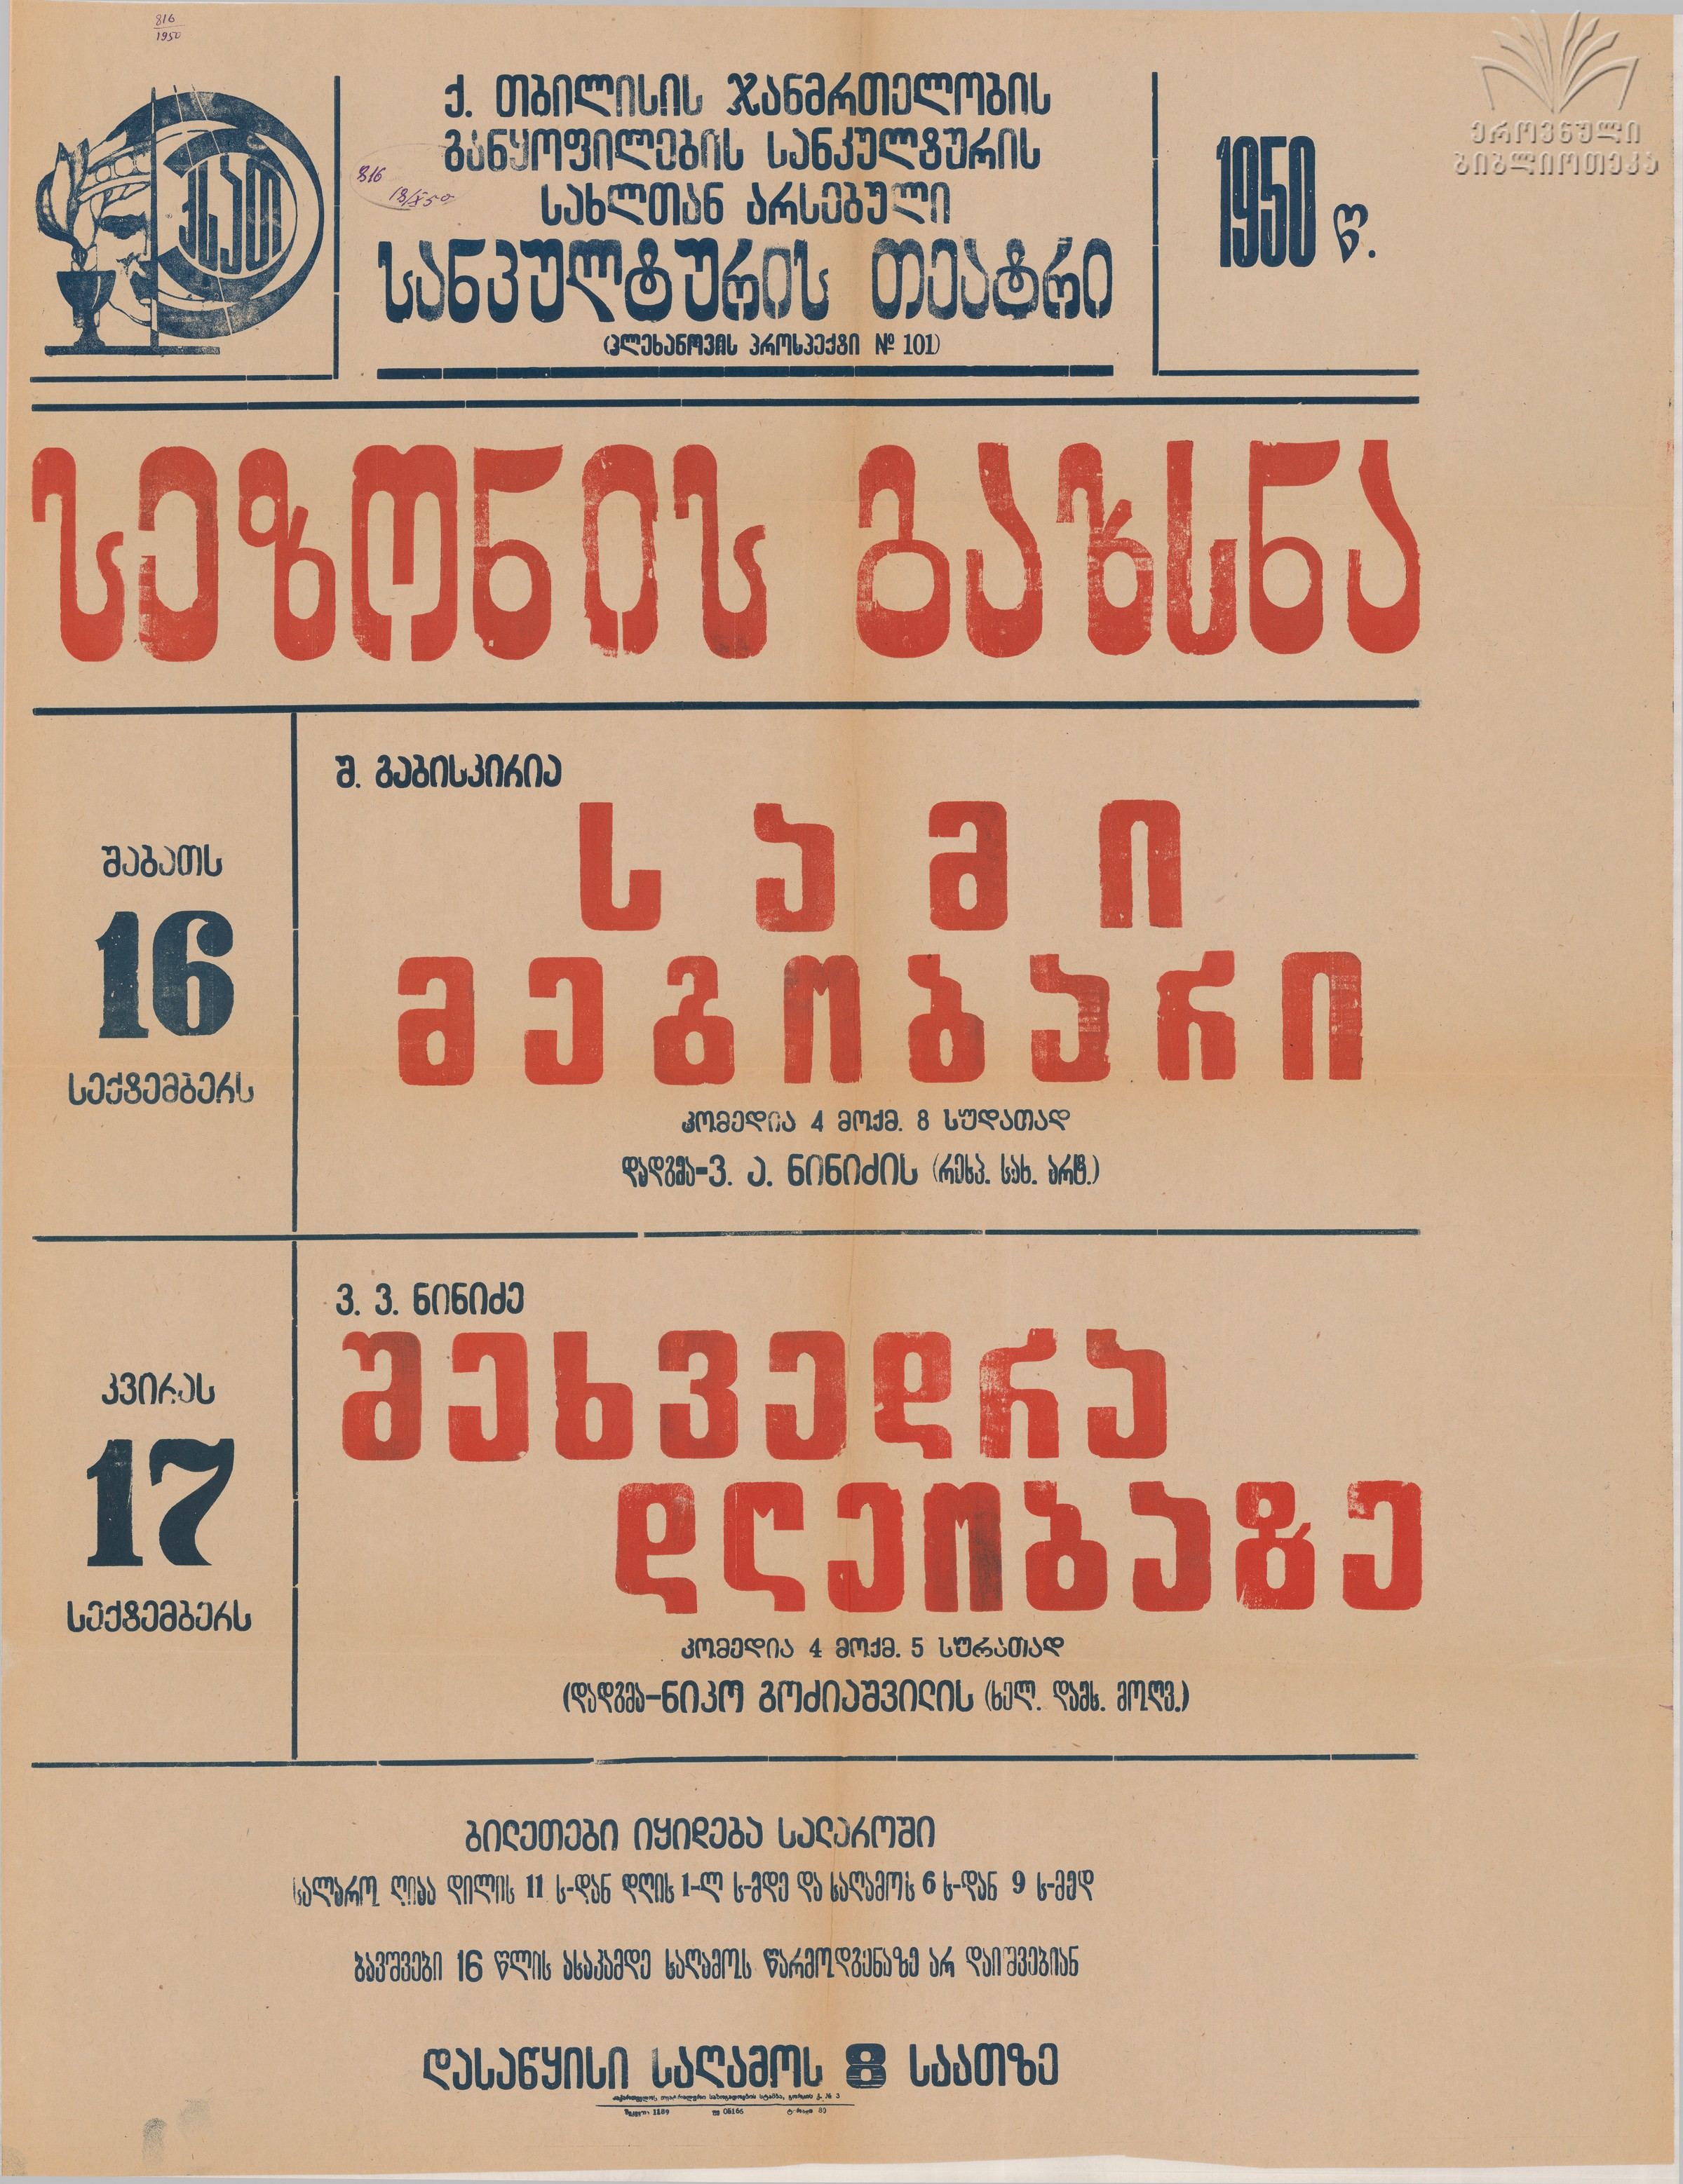 816
1950
ქ. თბილისის ჯანმრთელობის
განყოფილების სანკულტურის
სახლთან არსებული
სანკულტურის თეატრი
(პლეხანოვის პროსპექტი № 101)
816
1950 წ.
ეროვნული
ბიბლიოთეკა
სეზონის გახსნა
შაბათს
16
სექტემბერს
შ. გაბისკირია
სამი
მეგობარი
კომედია 4 მოქმ. 8 სუდათად
დადგმა-ვ. ა. ნინიძის (რესპ. სახ. არტ.)
კვირას
17
სექტემბერს
ვ. ვ. ნინიძე
შეხვედრა
დღეობაზე
კომედია 4 მოქმ. 5 სურათად
(დადგმა-ნიკო გოძიაშვილის (ხელ. დამს. მოღვ.)
ბილეთები იყიდება სალაროში
სალარო ღიაა დილის 11 ს-დან დღის 1-ლ ს-მდე და საღამოს 6 ს-დან 9 ს-მმდ
ბავშვები 16 წლის ასაკამდე საღამოს წარმოდგენაზე არ დაიშვებიან
დასაწყისი საღამოს 8 საათზე